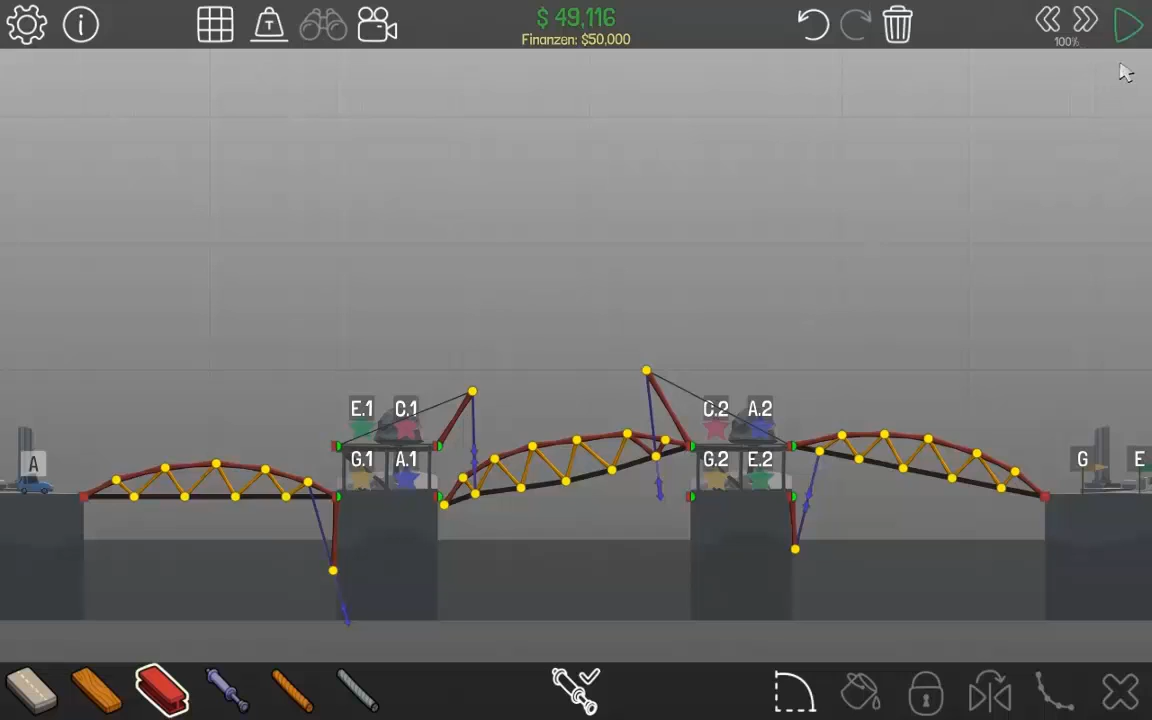 $ 49,116
Finanzen: $50,000
100%
T
i
E.1 C.1
C.2 A.2
G.1 A.1
G.2 E.2
A
G E